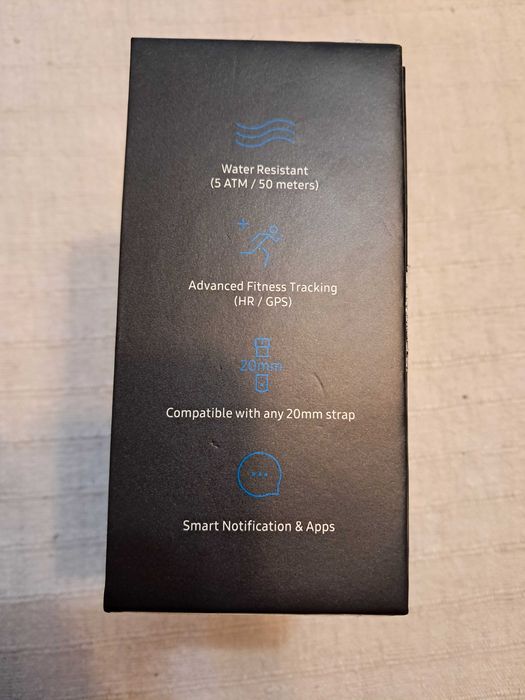 Water Resistant
(5 ATM / 50 meters)
Advanced Fitness Tracking
(HR / GPS)
20mm
Compatible with any 20mm strap
Smart Notification & Apps